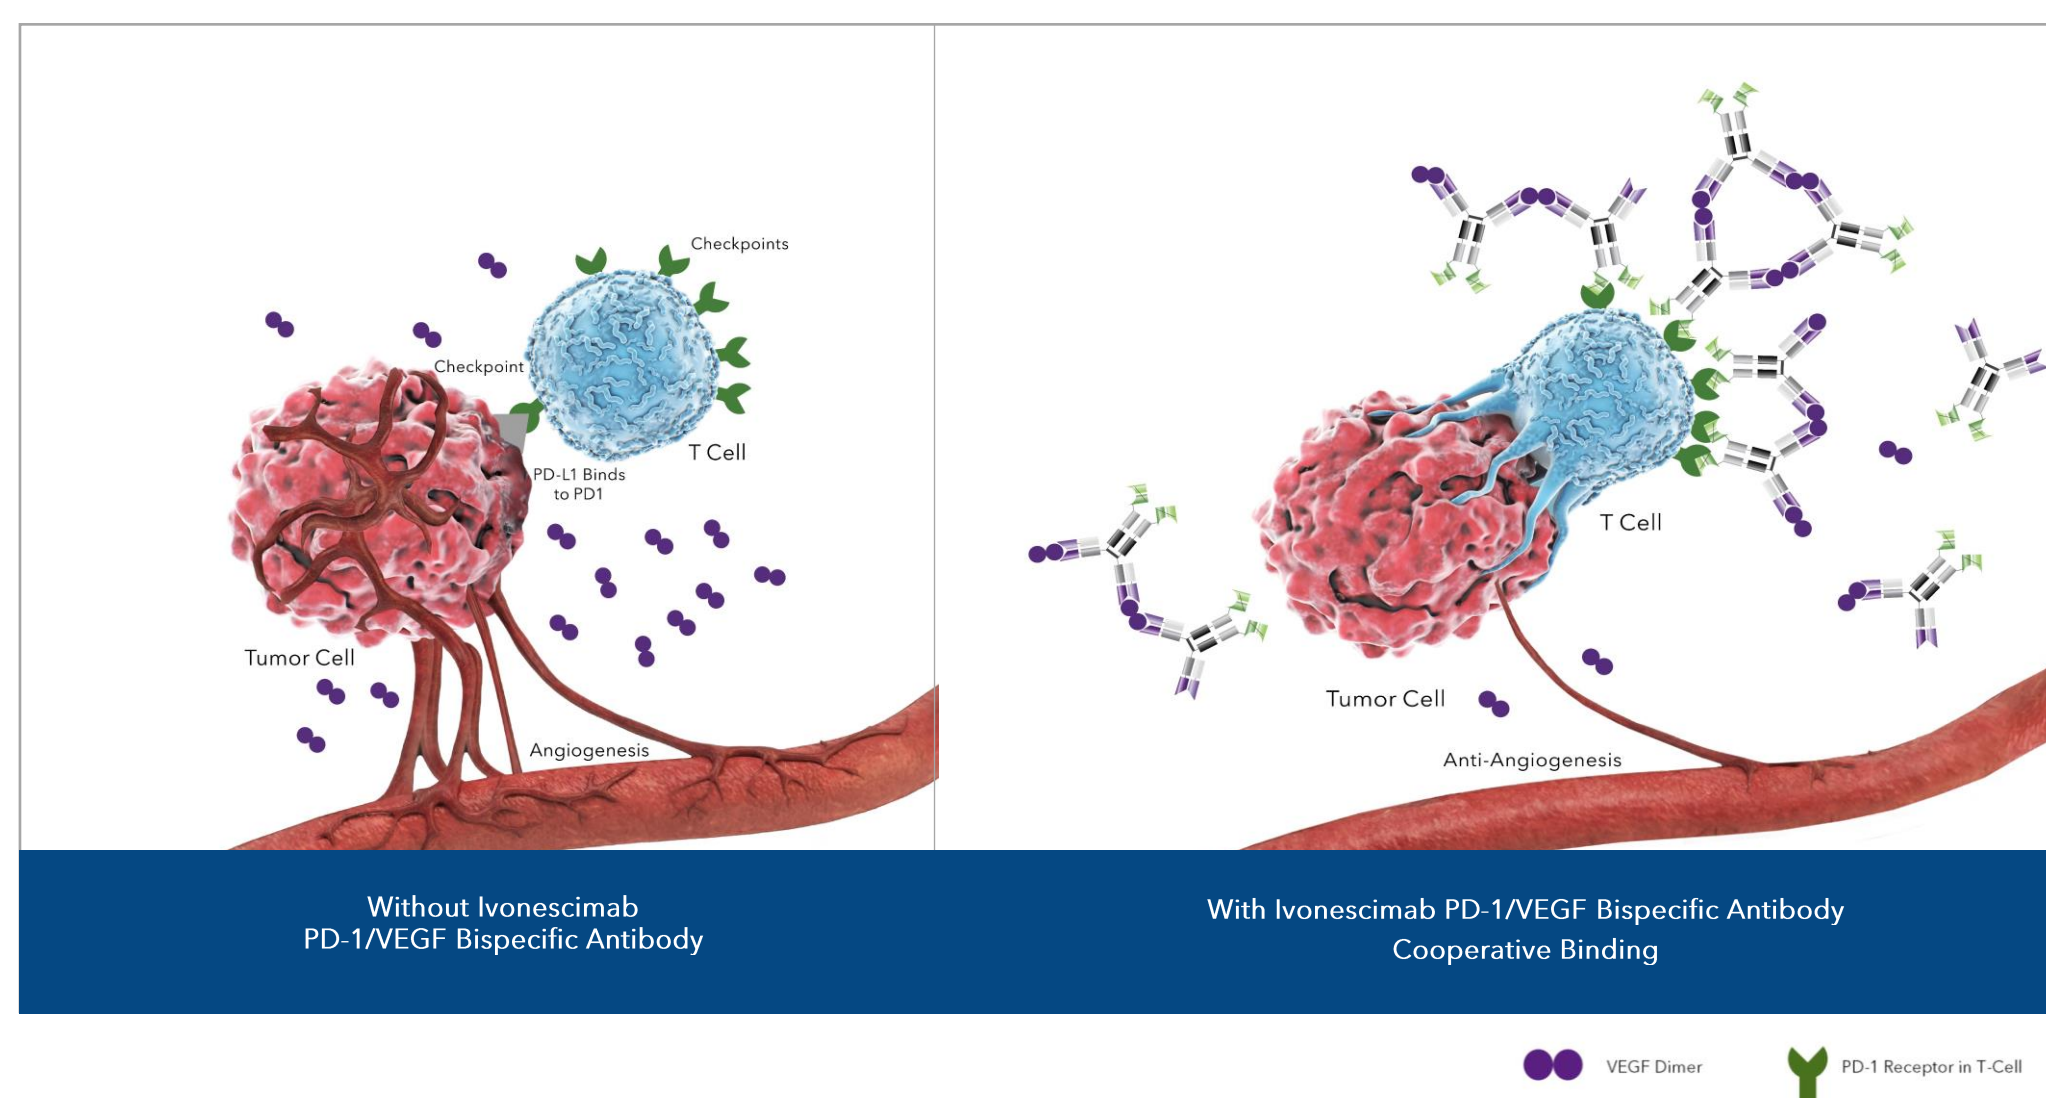 Checkpoints
Checkpoint
T Cell
PD-L1 Binds
to PD1
Tumor Cell
Angiogenesis
T Cell
Tumor Cell
Anti-Angiogenesis
Without Ivonescimab
PD-1/VEGF Bispecific Antibody
With Ivonescimab PD-1/VEGF Bispecific Antibody
Cooperative Binding
VEGF Dimer
PD-1 Receptor in T-Cell